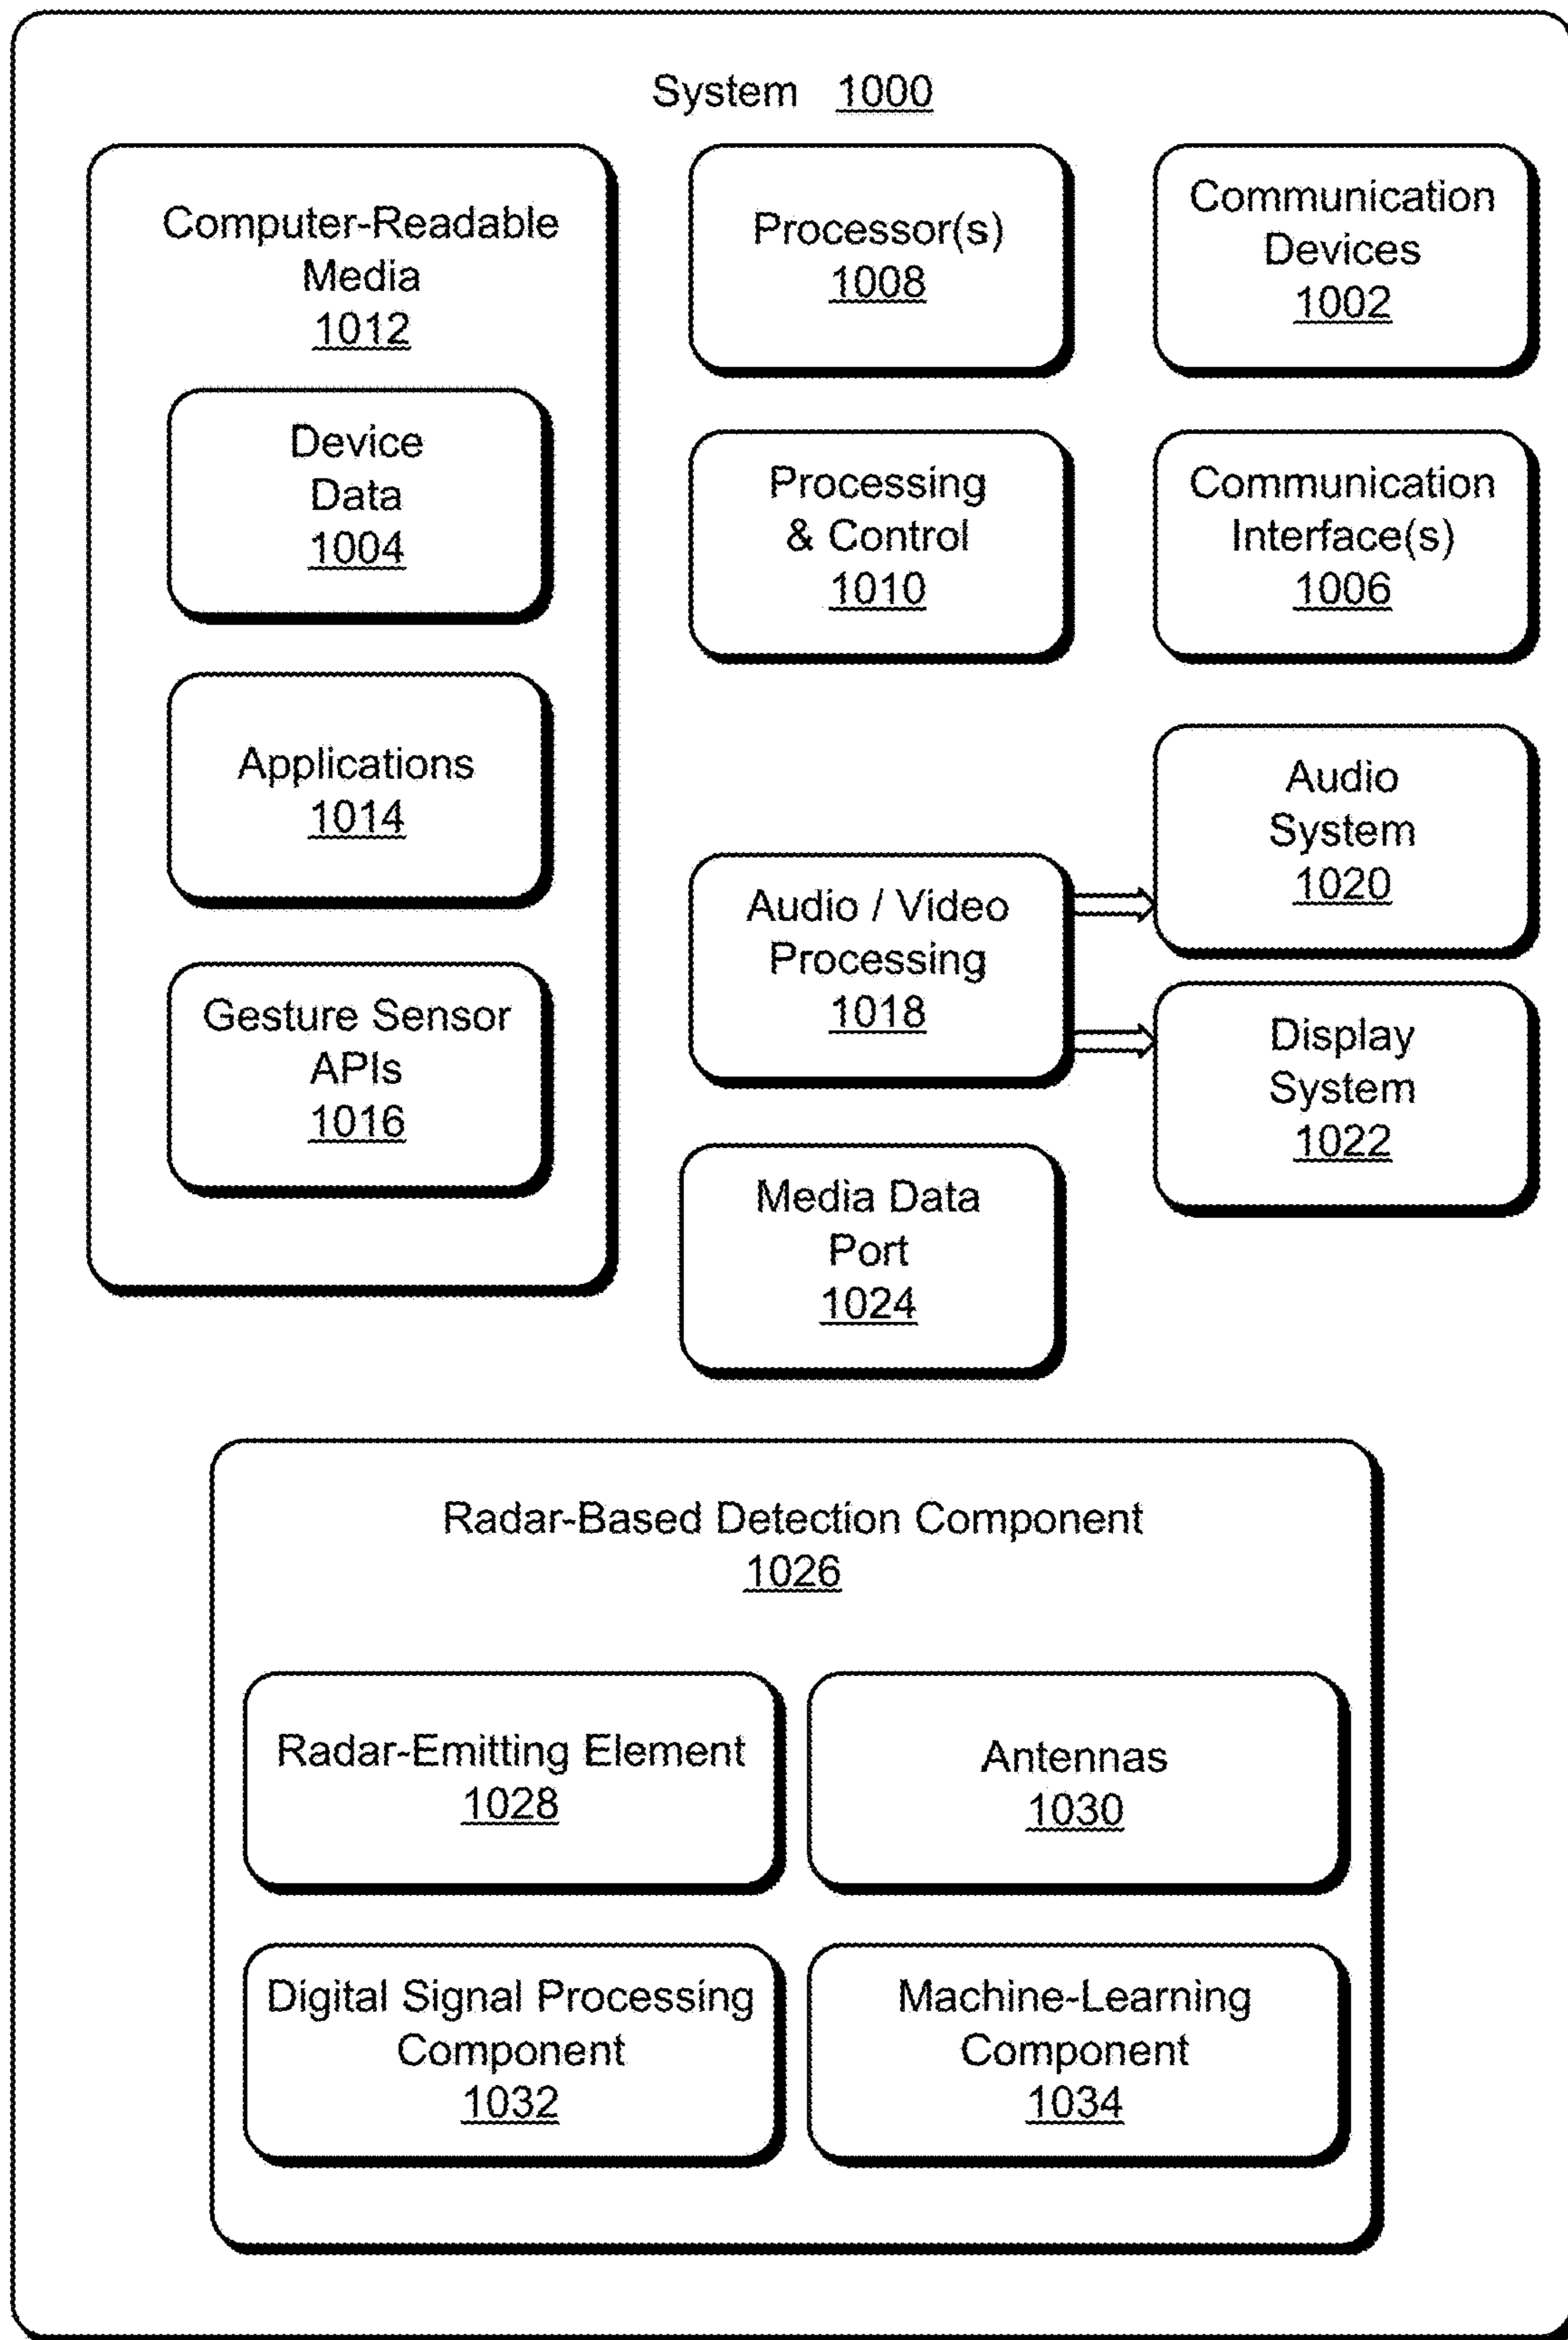 System 1000
Computer-Readable
Media
1012
Device
Data
1004
Applications
1014
Gesture Sensor
APIs
1016
Processor(s)
1008
Communication
Devices
1002
Processing
& Control
1010
Communication
Interface(s)
1006
Audio / Video
Processing
1018
Audio
System
1020
Display
System
1022
Media Data
Port
1024
Radar-Based Detection Component
1026
Radar-Emitting Element
1028
Antennas
1030
Digital Signal Processing
Component
1032
Machine-Learning
Component
1034